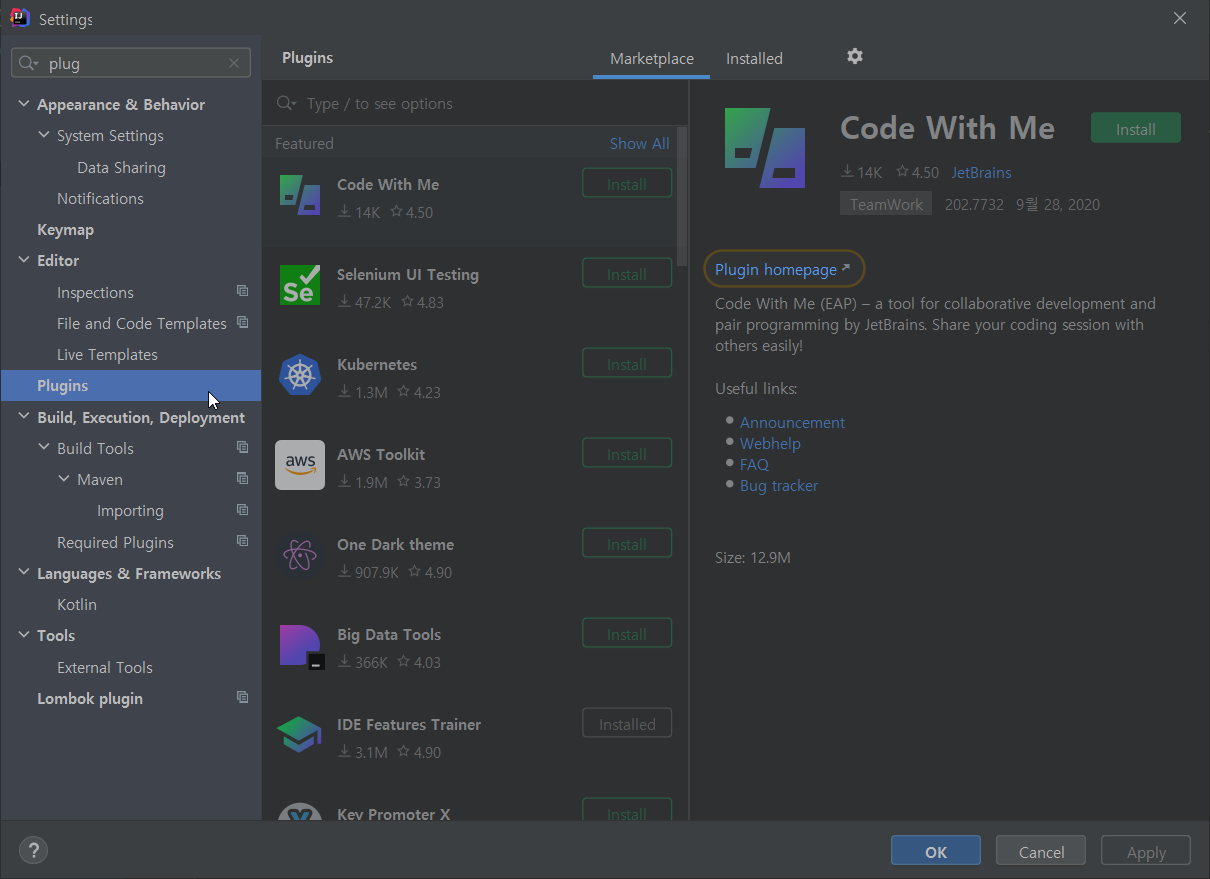 Settings
plug
Appearance & Behavior
System Settings
Data Sharing
Notifications
Keymap
Editor
Inspections
File and Code Templates
Live Templates
Plugins
Build, Execution, Deployment
Build Tools
Maven
Importing
Required Plugins
Languages & Frameworks
Kotlin
Tools
External Tools
Lombok plugin
Plugins
Marketplace
Installed
Type / to see options
Featured
Show All
Code With Me
Install
14K 4.50
Selenium UI Testing
Install
47.2K 4.83
Se
Kubernetes
Install
1.3M 4.23
aws
AWS Toolkit
Install
1.9M 3.73
One Dark theme
Install
907.9K 4.90
Big Data Tools
Install
366K 4.03
IDE Features Trainer
Installed
3.1M 4.90
Key Promoter X
Install
Code With Me
Install
14K 4.50 JetBrains
TeamWork 202.7732 9월 28, 2020
Plugin homepage ↗
Code With Me (EAP) – a tool for collaborative development and
pair programming by JetBrains. Share your coding session with
others easily!
Useful links:
Announcement
Webhelp
FAQ
Bug tracker
Size: 12.9M
?
OK
Cancel
Apply